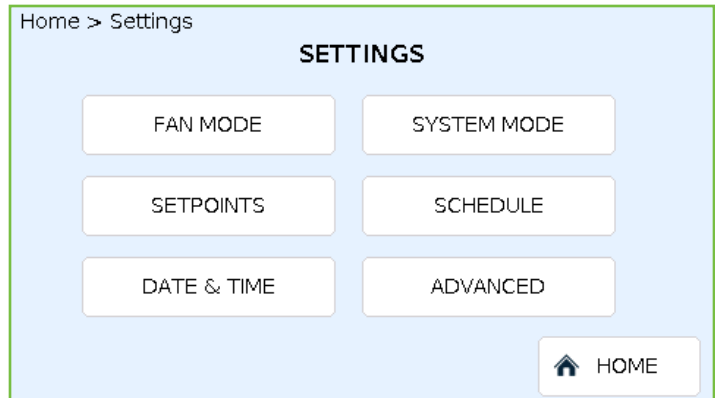 Home > Settings
SETTINGS
FAN MODE
SYSTEM MODE
SETPOINTS
SCHEDULE
DATE & TIME
ADVANCED
HOME